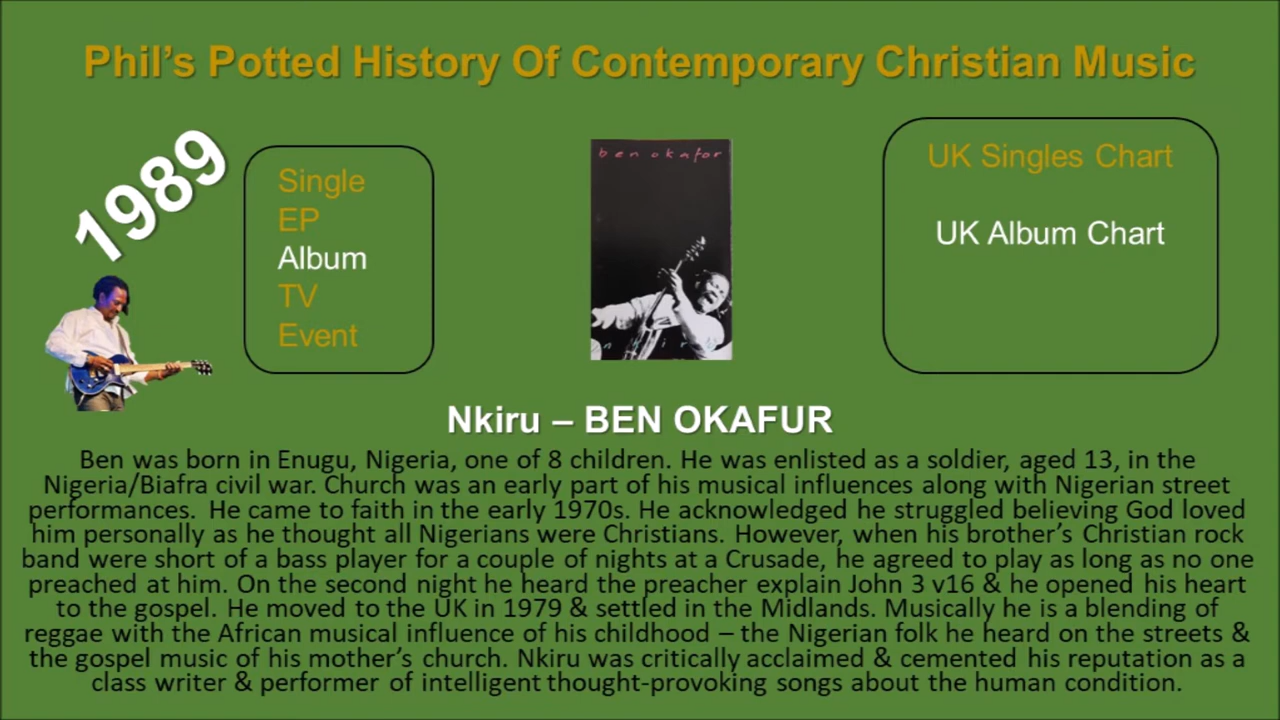 Phil's Potted History Of Contemporary Christian Music
1989
Single
EP
Album
TV
Event
ben okafor
nkiru
UK Singles Chart
UK Album Chart
Nkiru – BEN OKAFUR
Ben was born in Enugu, Nigeria, one of 8 children. He was enlisted as a soldier, aged 13, in the
Nigeria/Biafra civil war. Church was an early part of his musical influences along with Nigerian street
performances. He came to faith in the early 1970s. He acknowledged he struggled believing God loved
him personally as he thought all Nigerians were Christians. However, when his brother's Christian rock
band were short of a bass player for a couple of nights at a Crusade, he agreed to play as long as no one
preached at him. On the second night he heard the preacher explain John 3 v16 & he opened his heart
to the gospel. He moved to the UK in 1979 & settled in the Midlands. Musically he is a blending of
reggae with the African musical influence of his childhood – the Nigerian folk he heard on the streets &
the gospel music of his mother's church. Nkiru was critically acclaimed & cemented his reputation as a
class writer & performer of intelligent thought-provoking songs about the human condition.